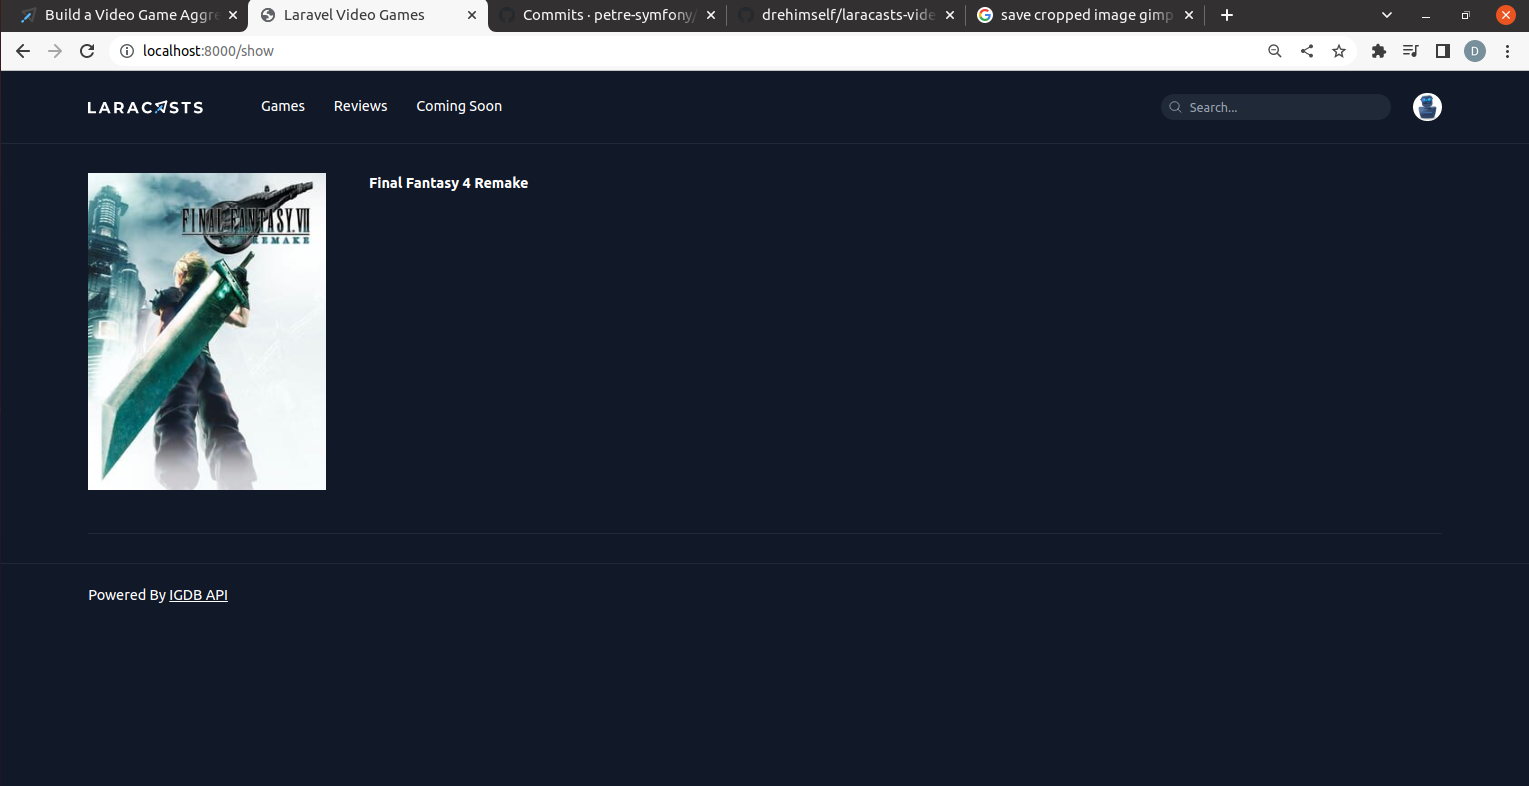 Build a Video Game Aggre
Laravel Video Games
Commits · petre-symfony/
drehimself/laracasts-vide
save cropped image gimp
localhost:8000/show
D
LARACASTS
Games
Reviews
Coming Soon
Search...
FINAL FANTASY VII
REMAKE
Final Fantasy 4 Remake
Powered By IGDB API